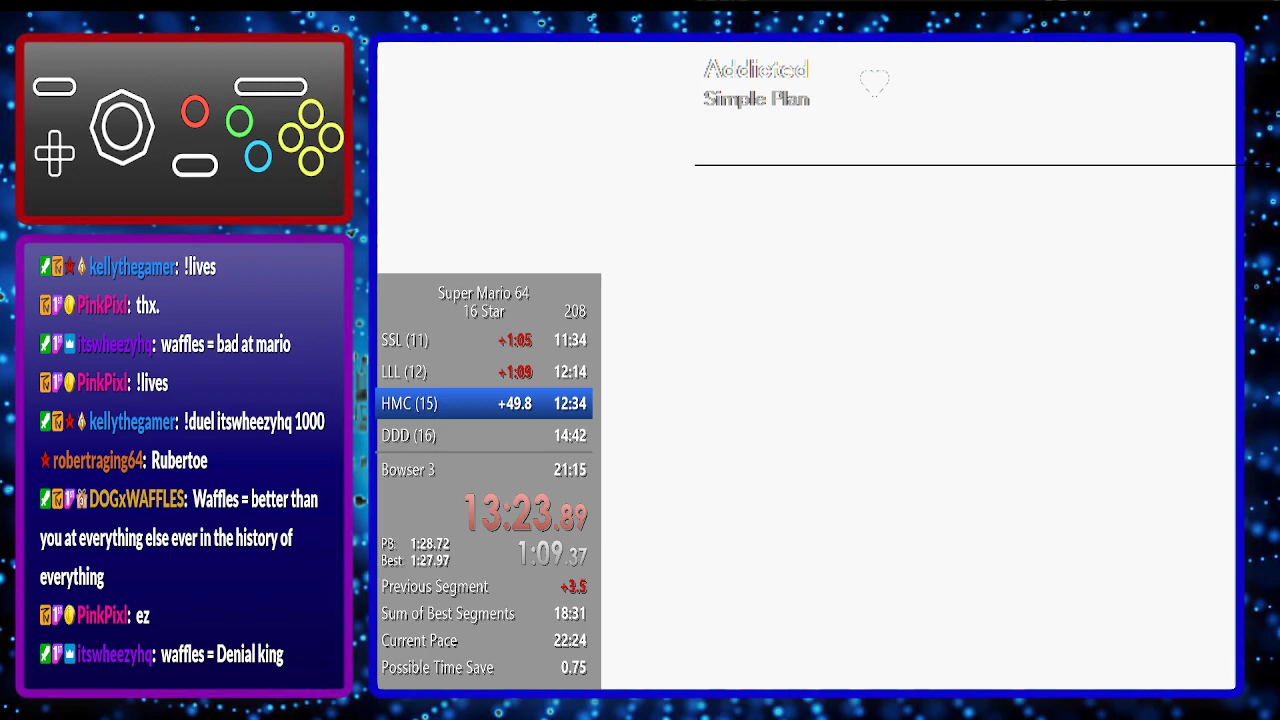 Addicted
Simple Plan
kellythegamer: !lives
PinkPixl: thx.
itswheezyhq: waffles = bad at mario
PinkPixl: !lives
kellythegamer: !duel itswheezyhq 1000
robertraging64: Rubertoe
DOGxWAFFLES: Waffles = better than
you at everything else ever in the history of
everything
PinkPixl: ez
itswheezyhq: waffles = Denial king
Super Mario 64
16 Star 208
SSL (11) +1:05 11:34
LLL (12) +1:09 12:14
HMC (15) +49.8 12:34
DDD (16) 14:42
Bowser 3 21:15
13:23.89
PB: 1:28.72
Best: 1:27.97
1:09.37
Previous Segment +3.5
Sum of Best Segments 18:31
Current Pace 22:24
Possible Time Save 0.75